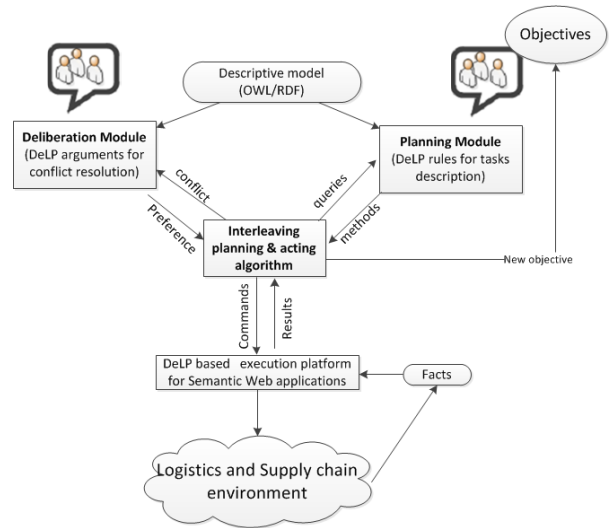 Objectives
Descriptive model
(OWL/RDF)
Deliberation Module
(DeLP arguments for
conflict resolution)
Planning Module
(DeLP rules for tasks
description)
conflict
Preference
queries
methods
Interleaving
planning & acting
algorithm
New objective
Commands
Results
DeLP based execution platform
for Semantic Web applications
Facts
Logistics and Supply chain
environment